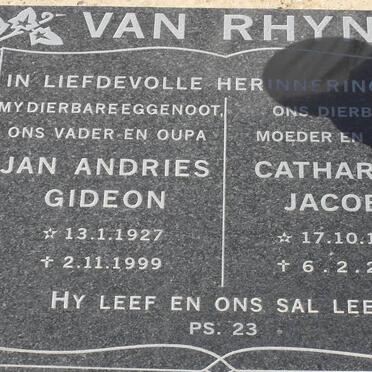 VAN RHYN
IN LIEFDEVOLLE HERINNERING
MY DIERBARE EGGENOOT, ONS DIERB
ONS VADER EN OUPA MOEDER EN
JAN ANDRIES CATHAR
GIDEON JACOB
☆ 13.1.1927 ☆ 17.10.1
✝ 2.11.1999 ✝ 6.2.2
HY LEEF EN ONS SAL LEE
PS. 23